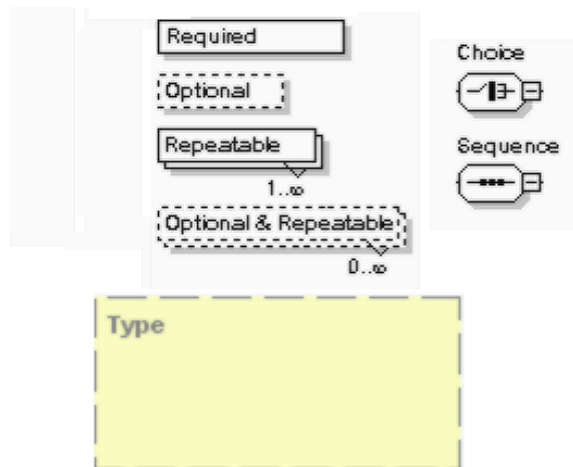 Required
Optional
Repeatable
1..∞
Optional & Repeatable
0..∞
Choice
Sequence
Type